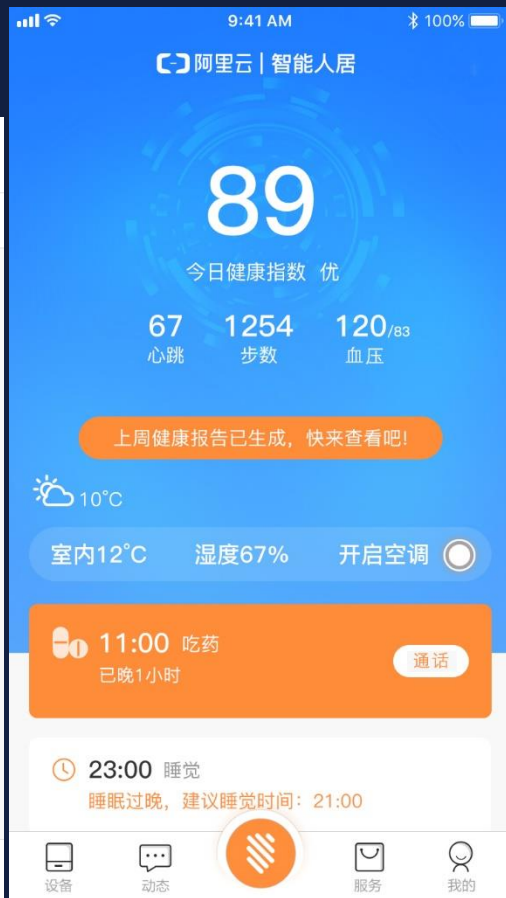 9:41 AM
100%
阿里云 | 智能人居
89
今日健康指数 优
67 1254 120/83
心跳 步数 血压
上周健康报告已生成，快来查看吧!
10°C
室内12°C 湿度67% 开启空调
11:00 吃药
已晚1小时
通话
23:00 睡觉
睡眠过晚，建议睡觉时间：21:00
设备 动态 服务 我的